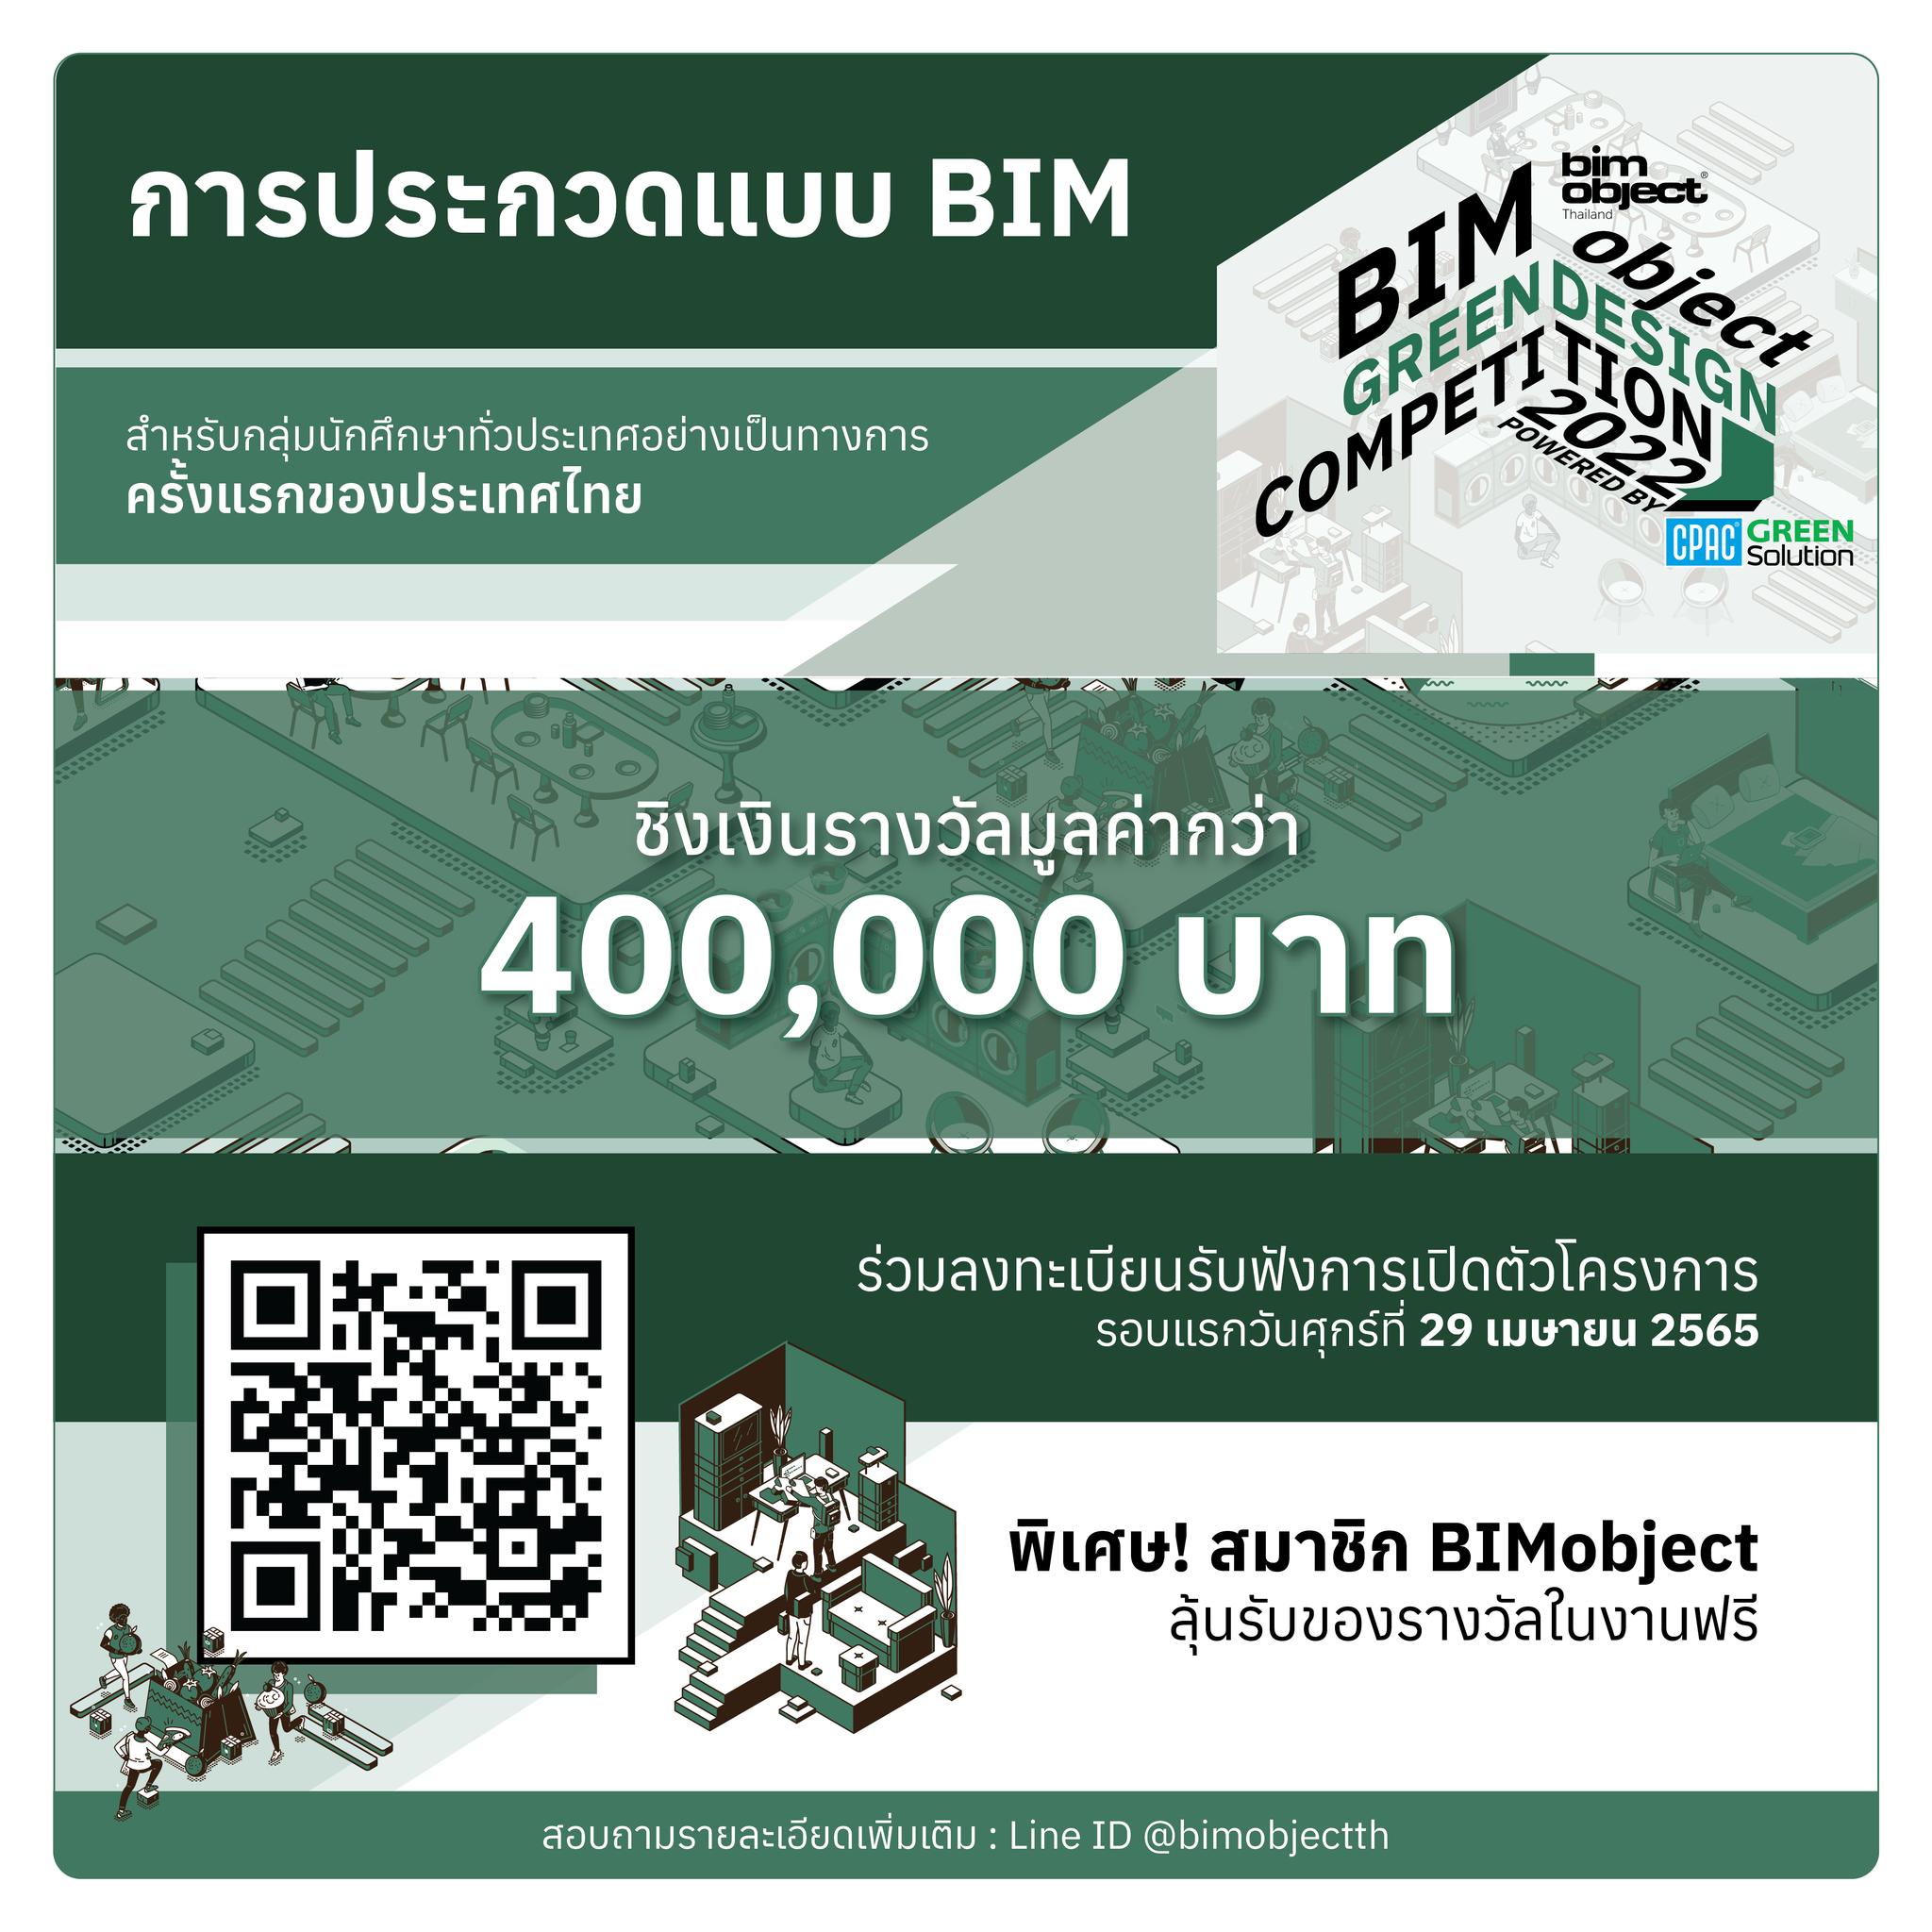 การประกวดแบบ BIM
bim
object®
Thailand
BIM object
GREEN DESIGN
COMPETITION
2022
POWERED BY
CPAC GREEN
Solution
สำหรับกลุ่มนักศึกษาทั่วประเทศอย่างเป็นทางการ
ครั้งแรกของประเทศไทย
ชิงเงินรางวัลมูลค่ากว่า
400,000 บาท
ร่วมลงทะเบียนรับฟังการเปิดตัวโครงการ
รอบแรกวันศุกร์ที่ 29 เมษายน 2565
พิเศษ! สมาชิก BIMobject
ลุ้นรับของรางวัลในงานฟรี
สอบถามรายละเอียดเพิ่มเติม : Line ID @bimobjectth